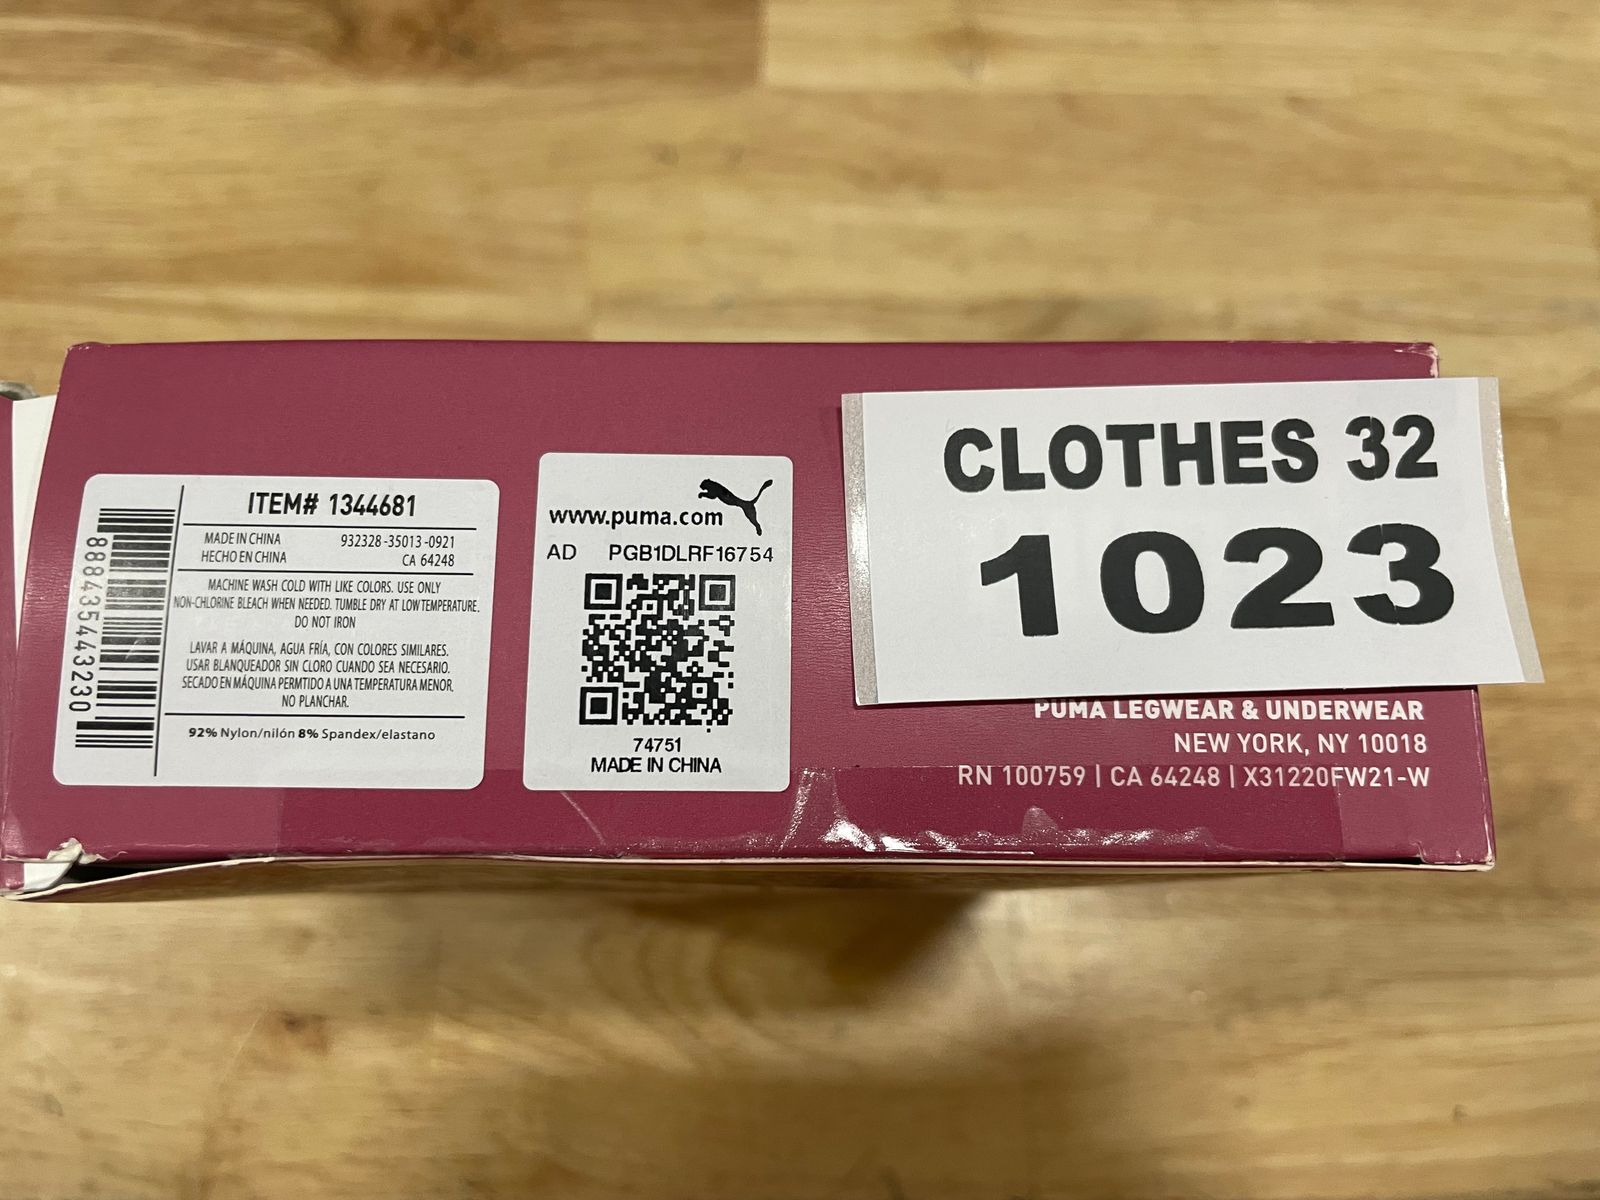 ITEM# 1344681
MADE IN CHINA 932328-35013-0921
HECHO EN CHINA CA 64248
MACHINE WASH COLD WITH LIKE COLORS. USE ONLY
NON-CHLORINE BLEACH WHEN NEEDED. TUMBLE DRY AT LOW TEMPERATURE.
DO NOT IRON
LAVAR A MÁQUINA, AGUA FRÍA, CON COLORES SIMILARES.
USAR BLANQUEADOR SIN CLORO CUANDO SEA NECESARIO.
SECADO EN MÁQUINA PERMTIDO A UNA TEMPERATURA MENOR.
NO PLANCHAR.
92% Nylon/nilón 8% Spandex/elastano
888435443230
www.puma.com
AD PGB1DLRF16754
74751
MADE IN CHINA
CLOTHES 32
1023
PUMA LEGWEAR & UNDERWEAR
NEW YORK, NY 10018
RN 100759 | CA 64248 | X31220FW21-W